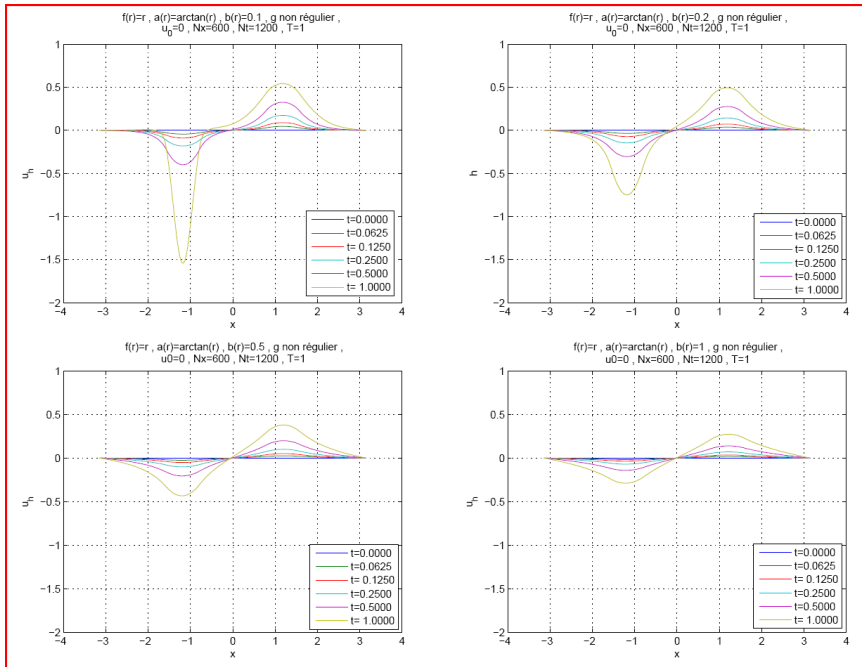 f(r)=r , a(r)=arctan(r) , b(r)=0.1 , g non régulier ,
u_0=0 , Nx=600 , Nt=1200 , T=1
1
0.5
0
−0.5
−1
−1.5
−2
u_h
−4 −3 −2 −1 0 1 2 3 4
x
t=0.0000
t=0.0625
t= 0.1250
t=0.2500
t=0.5000
t= 1.0000
f(r)=r , a(r)=arctan(r) , b(r)=0.2 , g non régulier ,
u_0=0 , Nx=600 , Nt=1200 , T=1
1
0.5
0
−0.5
−1
−1.5
−2
h
−4 −3 −2 −1 0 1 2 3 4
x
t=0.0000
t=0.0625
t= 0.1250
t=0.2500
t=0.5000
t= 1.0000
f(r)=r , a(r)=arctan(r) , b(r)=0.5 , g non régulier ,
u0=0 , Nx=600 , Nt=1200 , T=1
1
0.5
0
−0.5
−1
−1.5
−2
u_h
−4 −3 −2 −1 0 1 2 3 4
x
t=0.0000
t=0.0625
t= 0.1250
t=0.2500
t=0.5000
t= 1.0000
f(r)=r , a(r)=arctan(r) , b(r)=1 , g non régulier ,
u0=0 , Nx=600 , Nt=1200 , T=1
1
0.5
0
−0.5
−1
−1.5
−2
u_h
−4 −3 −2 −1 0 1 2 3 4
x
t=0.0000
t=0.0625
t= 0.1250
t=0.2500
t=0.5000
t= 1.0000